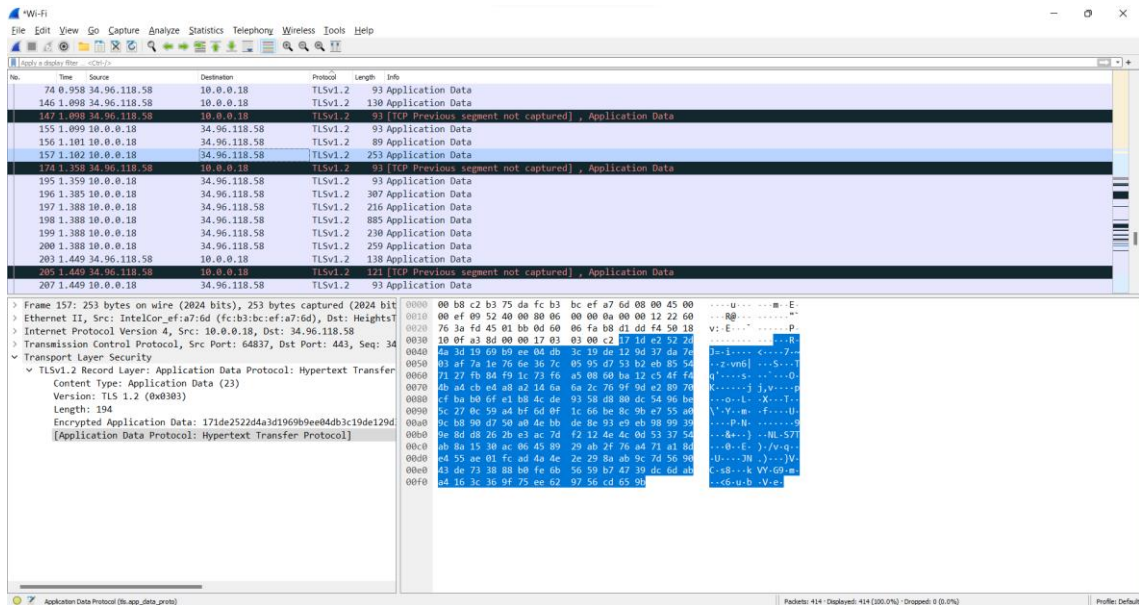 *Wi-Fi
File Edit View Go Capture Analyze Statistics Telephony Wireless Tools Help
Apply a display filter ... <Ctrl-/>
No. Time Source Destination Protocol Length Info
74 0.958 34.96.118.58 10.0.0.18 TLSv1.2 93 Application Data
146 1.098 34.96.118.58 10.0.0.18 TLSv1.2 130 Application Data
147 1.098 34.96.118.58 10.0.0.18 TLSv1.2 93 [TCP Previous segment not captured] , Application Data
155 1.099 10.0.0.18 34.96.118.58 TLSv1.2 93 Application Data
156 1.101 10.0.0.18 34.96.118.58 TLSv1.2 89 Application Data
157 1.102 10.0.0.18 34.96.118.58 TLSv1.2 253 Application Data
174 1.358 34.96.118.58 10.0.0.18 TLSv1.2 93 [TCP Previous segment not captured] , Application Data
195 1.359 10.0.0.18 34.96.118.58 TLSv1.2 93 Application Data
196 1.385 10.0.0.18 34.96.118.58 TLSv1.2 307 Application Data
197 1.388 10.0.0.18 34.96.118.58 TLSv1.2 216 Application Data
198 1.388 10.0.0.18 34.96.118.58 TLSv1.2 885 Application Data
199 1.388 10.0.0.18 34.96.118.58 TLSv1.2 230 Application Data
200 1.388 10.0.0.18 34.96.118.58 TLSv1.2 259 Application Data
203 1.449 34.96.118.58 10.0.0.18 TLSv1.2 138 Application Data
205 1.449 34.96.118.58 10.0.0.18 TLSv1.2 121 [TCP Previous segment not captured] , Application Data
207 1.449 10.0.0.18 34.96.118.58 TLSv1.2 93 Application Data
Frame 157: 253 bytes on wire (2024 bits), 253 bytes captured (2024 bit
Ethernet II, Src: IntelCor_ef:a7:6d (fc:b3:bc:ef:a7:6d), Dst: HeightsT
Internet Protocol Version 4, Src: 10.0.0.18, Dst: 34.96.118.58
Transmission Control Protocol, Src Port: 64837, Dst Port: 443, Seq: 34
Transport Layer Security
TLSv1.2 Record Layer: Application Data Protocol: Hypertext Transfer
Content Type: Application Data (23)
Version: TLS 1.2 (0x0303)
Length: 194
Encrypted Application Data: 171de2522d4a3d1969b9ee04db3c19de129d
[Application Data Protocol: Hypertext Transfer Protocol]
0000 00 b8 c2 b3 75 da fc b3 bc ef a7 6d 08 00 45 00
0010 00 ef 09 52 40 00 80 06 00 00 0a 00 00 12 22 60
0020 76 3a fd 45 01 bb 0d 60 06 fa b8 d1 dd f4 50 18
0030 10 0f a3 8d 00 00 17 03 03 00 c2 17 1d e2 52 2d
0040 4a 3d 19 69 b9 ee 04 db 3c 19 de 12 9d 37 da 7e
0050 03 af 7a 1e 76 6e 36 7c 05 95 d7 53 b2 eb 85 54
0060 71 27 fb 84 f9 1c 73 f6 a5 08 60 ba 12 c5 4f f4
0070 4b a4 cb e4 a8 a2 14 6a 6a 2c 76 9f 9d e2 89 70
0080 cf ba b0 6f e1 b8 4c de 93 58 d8 80 dc 54 96 be
0090 5c 27 0c 59 a4 bf 6d 0f 1c 66 be 8c 9b e7 55 a0
00a0 9c b8 90 d7 50 a0 4e bb de 8e 93 e9 eb 98 99 39
00b0 9e 8d d8 26 2b e3 ac 7d f2 12 4e 4c 0d 53 37 54
00c0 ab 8a 15 30 ac 06 45 89 29 ab 2f 76 a4 71 a1 8d
00d0 e4 55 ae 01 fc ad 4a 4e 2e 29 8a ab 9c 7d 56 90
00e0 43 de 73 38 88 b0 fe 6b 56 59 b7 47 39 dc 6d ab
00f0 a4 16 3c 36 9f 75 ee 62 97 56 cd 65 9b
Application Data Protocol (tls.app_data_proto)
Packets: 414 · Displayed: 414 (100.0%) · Dropped: 0 (0.0%)
Profile: Default